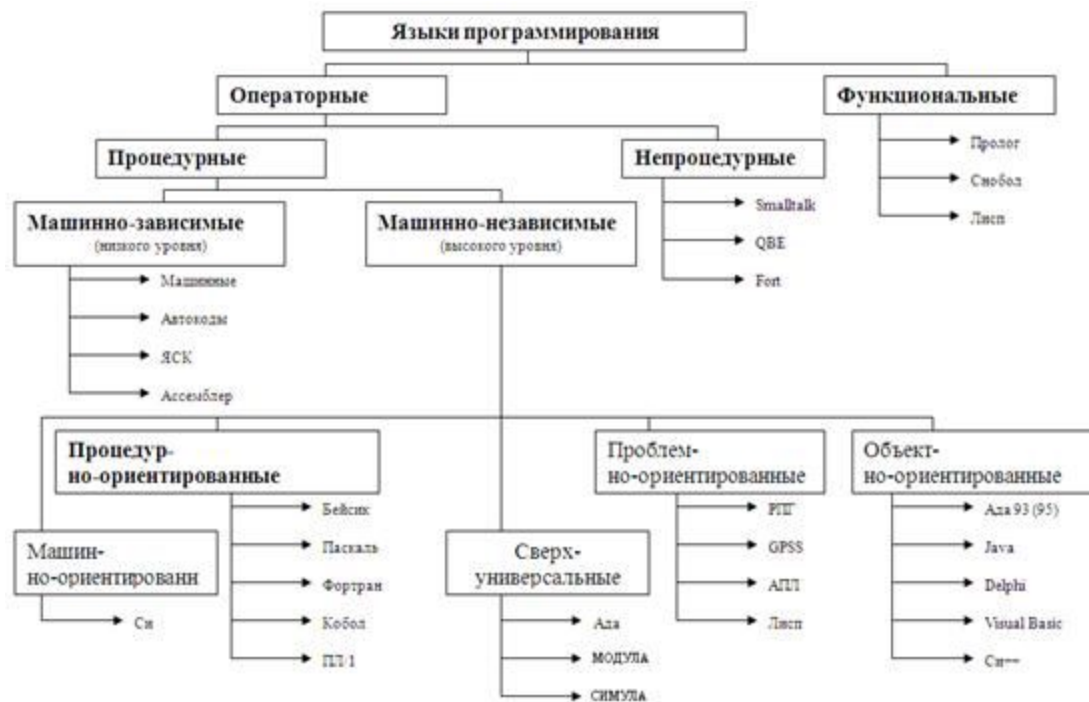 Языки программирования
Операторные
Функциональные
Пролог
Снобол
Лисп
Процедурные
Непроцедурные
Smalltalk
QBE
Fort
Машинно-зависимые
(низкого уровня)
Машинные
Автокоды
ЯСК
Ассемблер
Машинно-независимые
(высокого уровня)
Процедур-
но-ориентированные
Бейсик
Паскаль
Фортран
Кобол
ПЛ/1
Машин-
но-ориентированн
Си
Сверх-
универсальные
Ада
МОДУЛА
СИМУЛА
Проблем-
но-ориентированные
РПГ
GPSS
АПЛ
Лисп
Объект-
но-ориентированные
Ада 93 (95)
Java
Delphi
Visual Basic
Си++